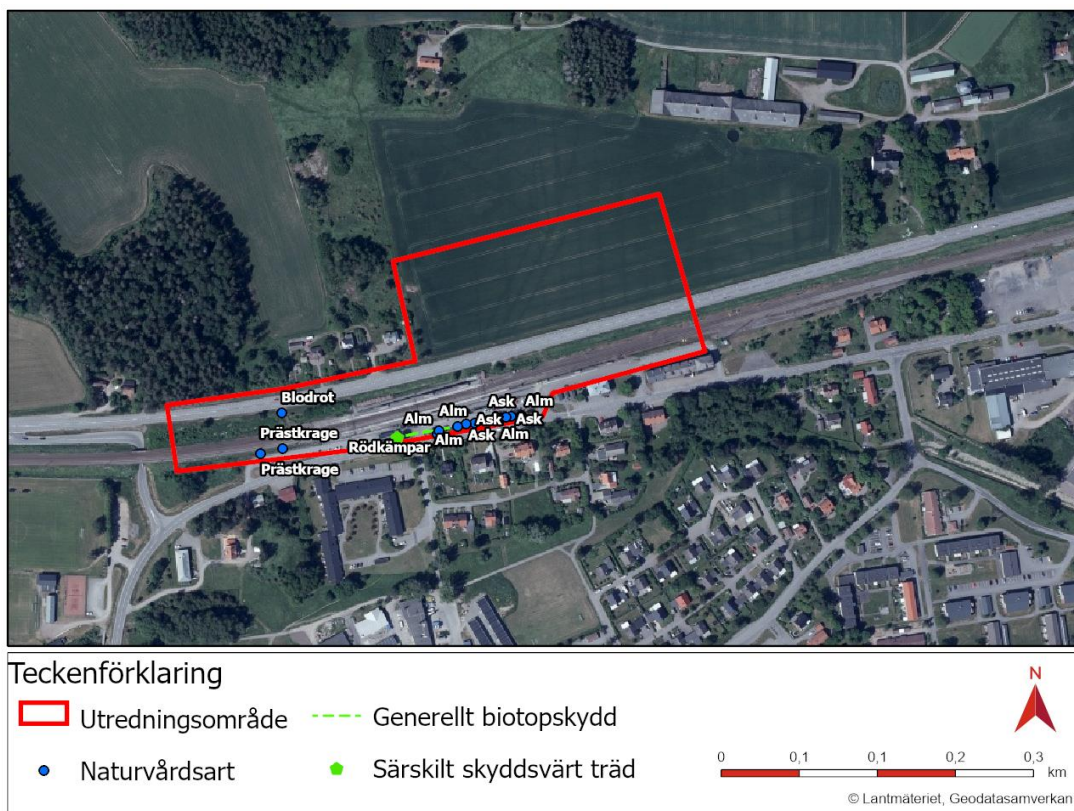 Blodrot
Prästkrage
Prästkrage
Rödkämpar
Alm
Alm
Alm
Ask
Ask
Ask
Alm
Ask
Alm
Teckenförklaring
Utredningsområde
Generellt biotopskydd
Naturvårdsart
Särskilt skyddsvärt träd
N
0 0,1 0,1 0,2 0,3
km
© Lantmäteriet, Geodatasamverkan